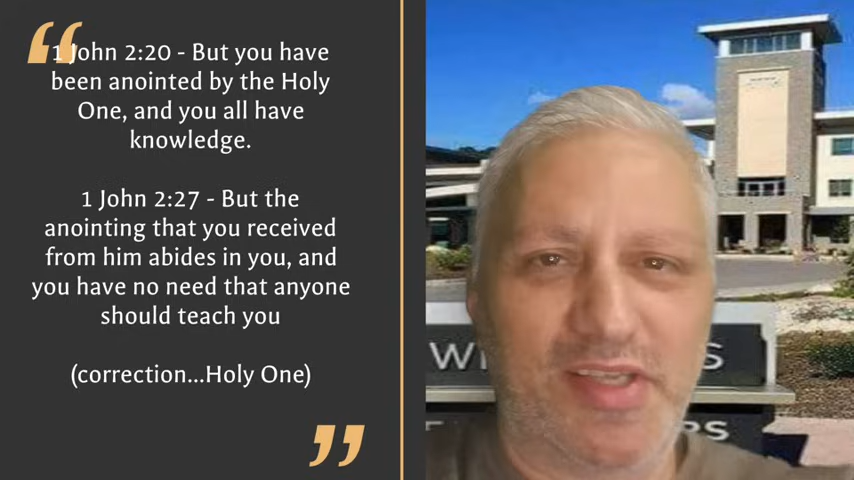 1 John 2:20 - But you have
been anointed by the Holy
One, and you all have
knowledge.
1 John 2:27 - But the
anointing that you received
from him abides in you, and
you have no need that anyone
should teach you
(correction...Holy One)